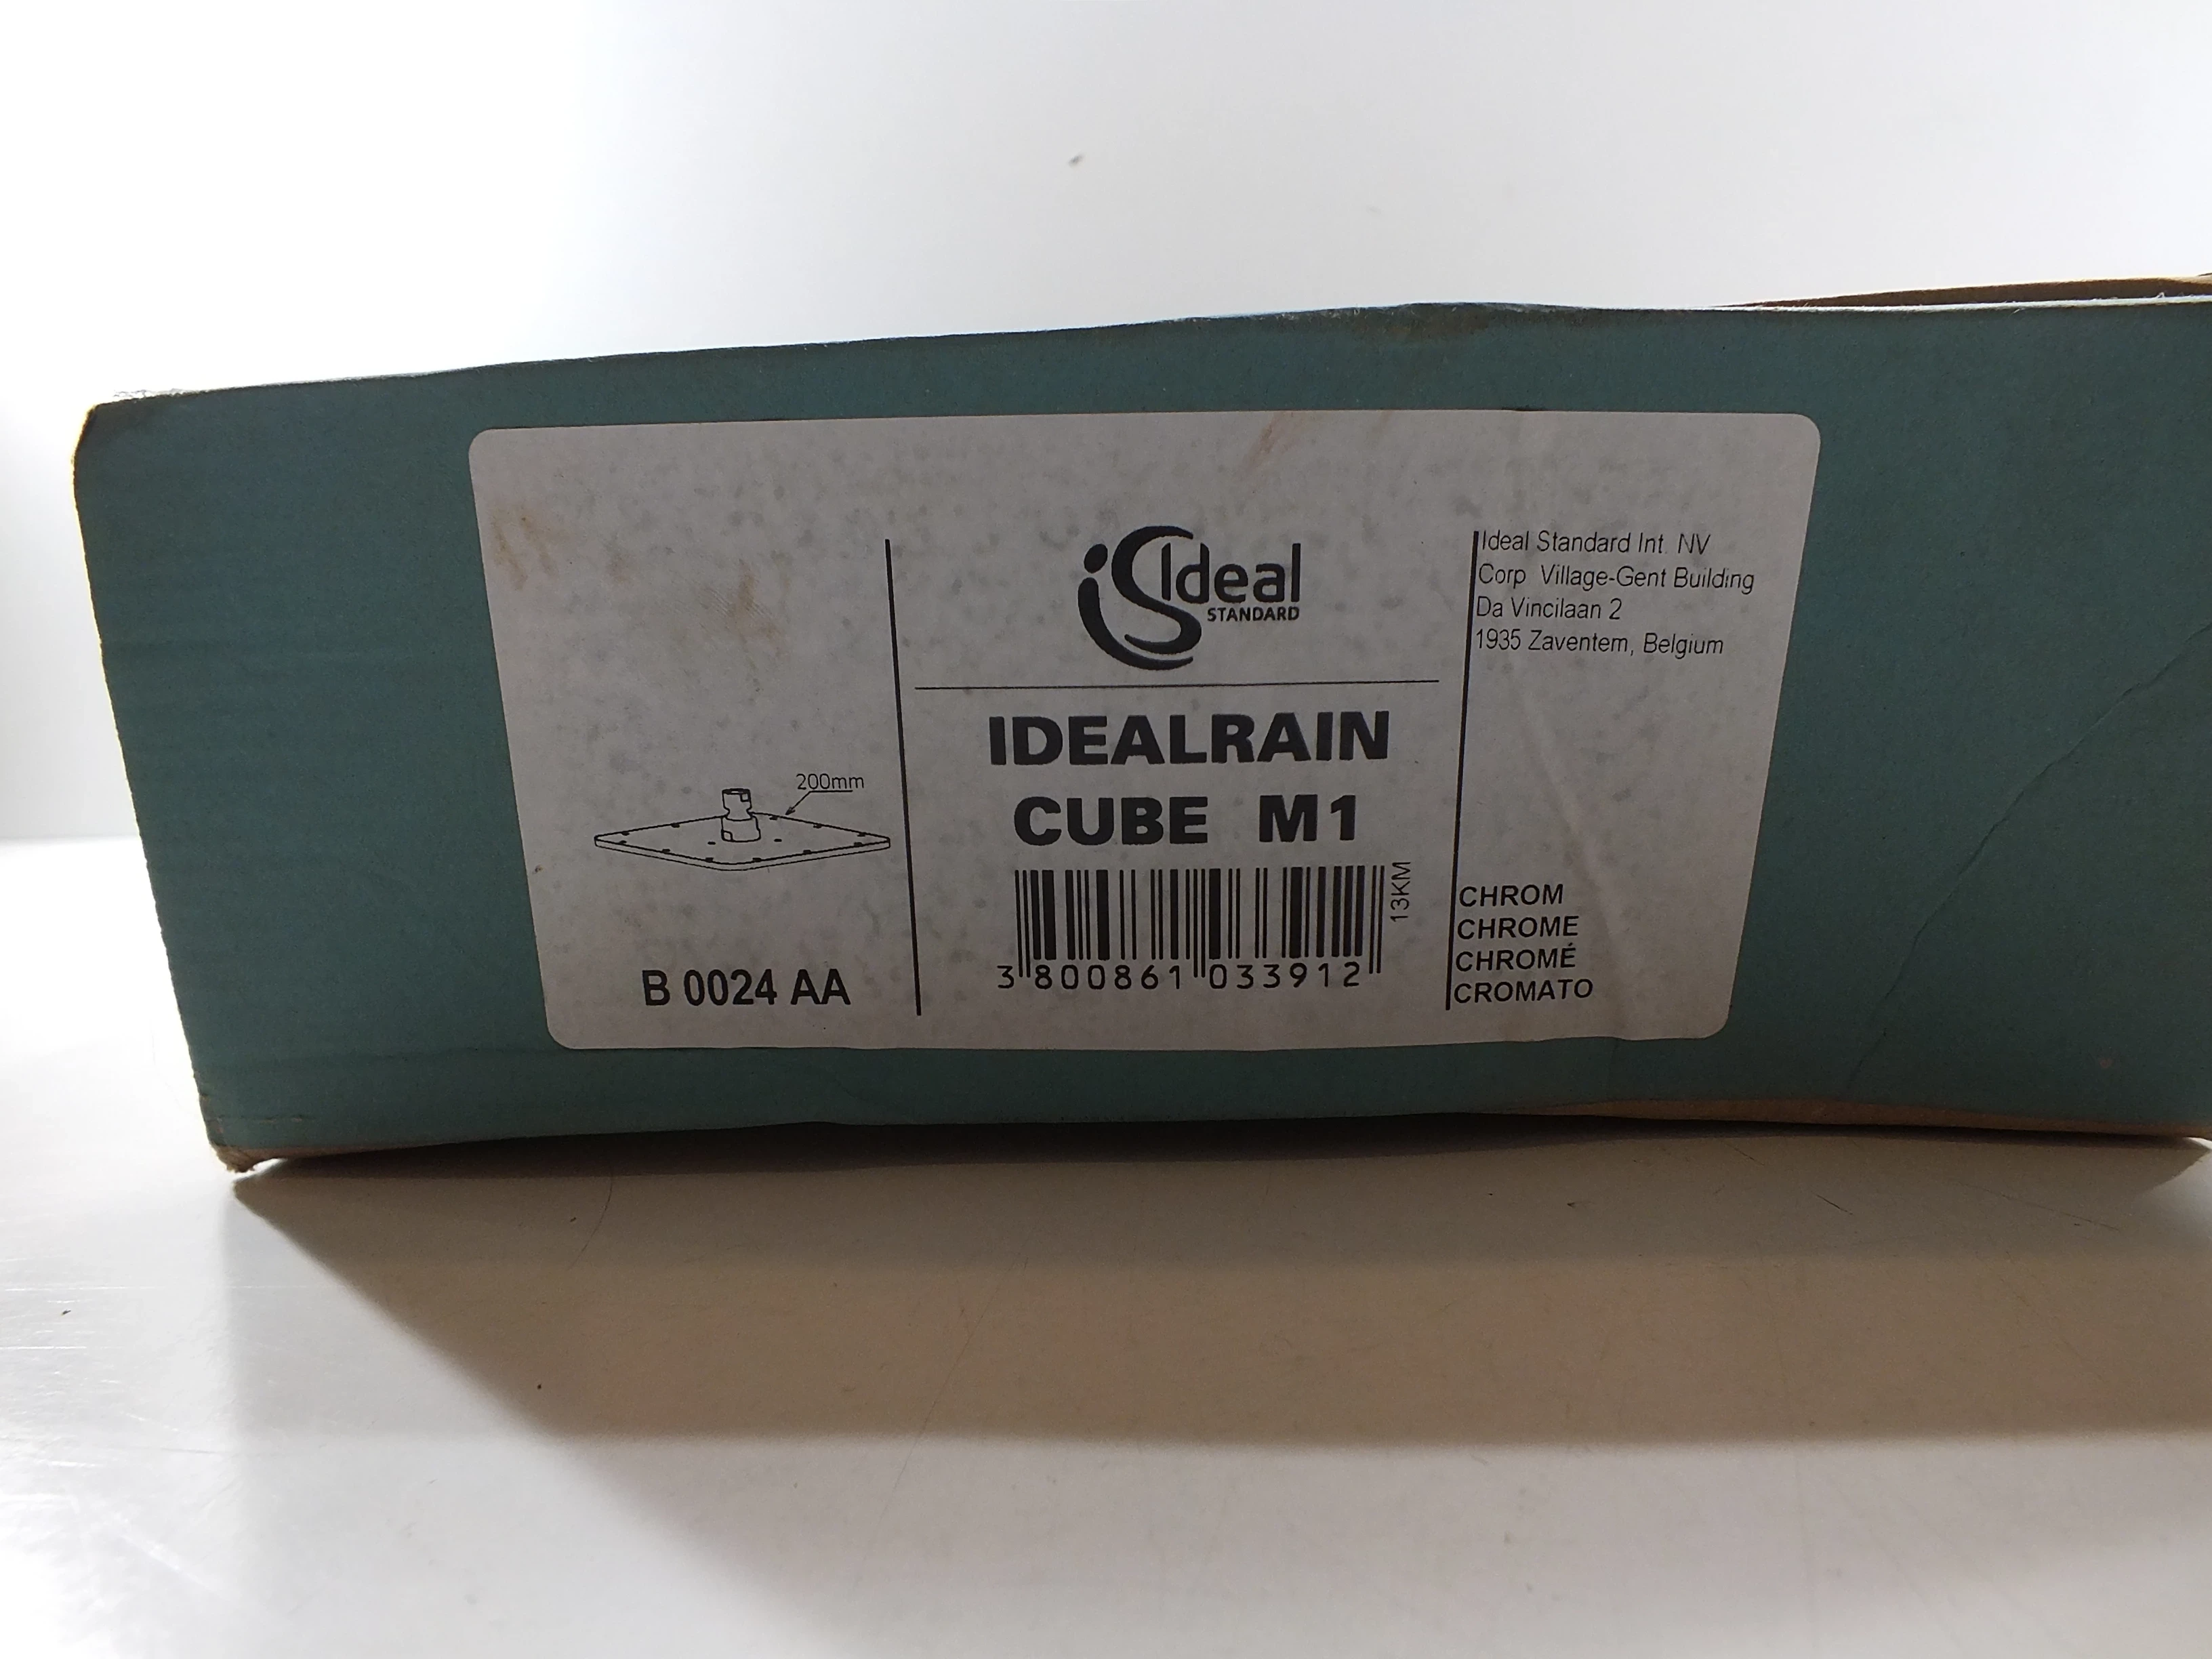 200mm
B 0024 AA
Ideal
STANDARD
IDEALRAIN
CUBE M1
13KM
3 800861 033912
Ideal Standard Int. NV
Corp Village-Gent Building
Da Vincilaan 2
1935 Zaventem, Belgium
CHROM
CHROME
CHROMÉ
CROMATO